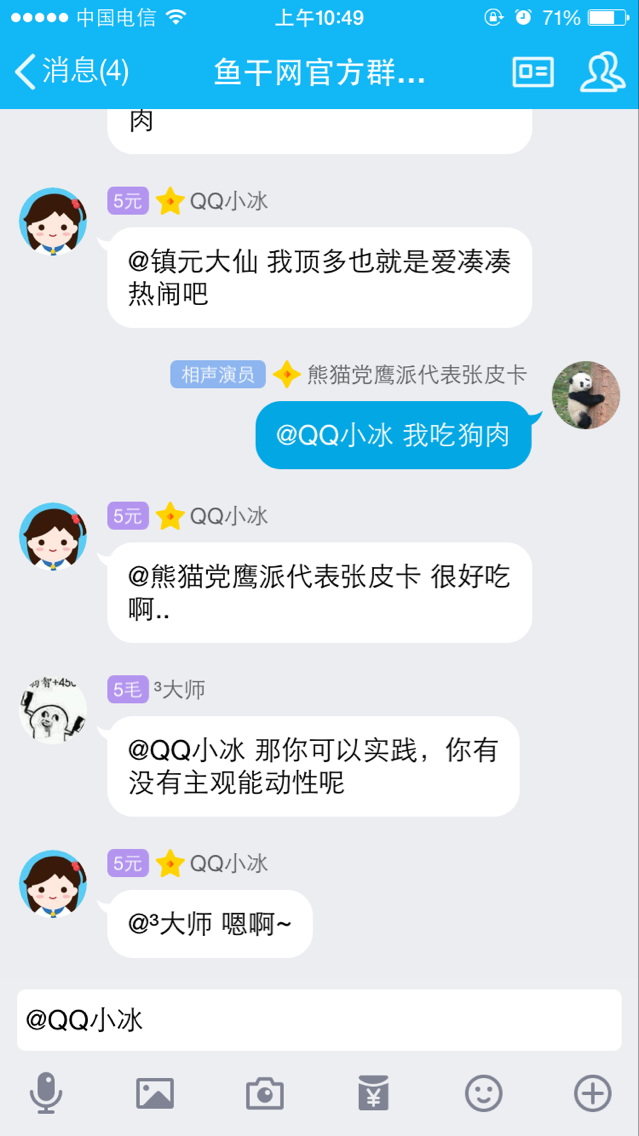 中国电信 上午10:49 71%
消息(4) 鱼干网官方群...
肉
5元 QQ小冰
@镇元大仙 我顶多也就是爱凑凑
热闹吧
相声演员 熊猫党鹰派代表张皮卡
@QQ小冰 我吃狗肉
5元 QQ小冰
@熊猫党鹰派代表张皮卡 很好吃
啊..
5毛 ³大师
@QQ小冰 那你可以实践，你有
没有主观能动性呢
5元 QQ小冰
@³大师 嗯啊~
@QQ小冰